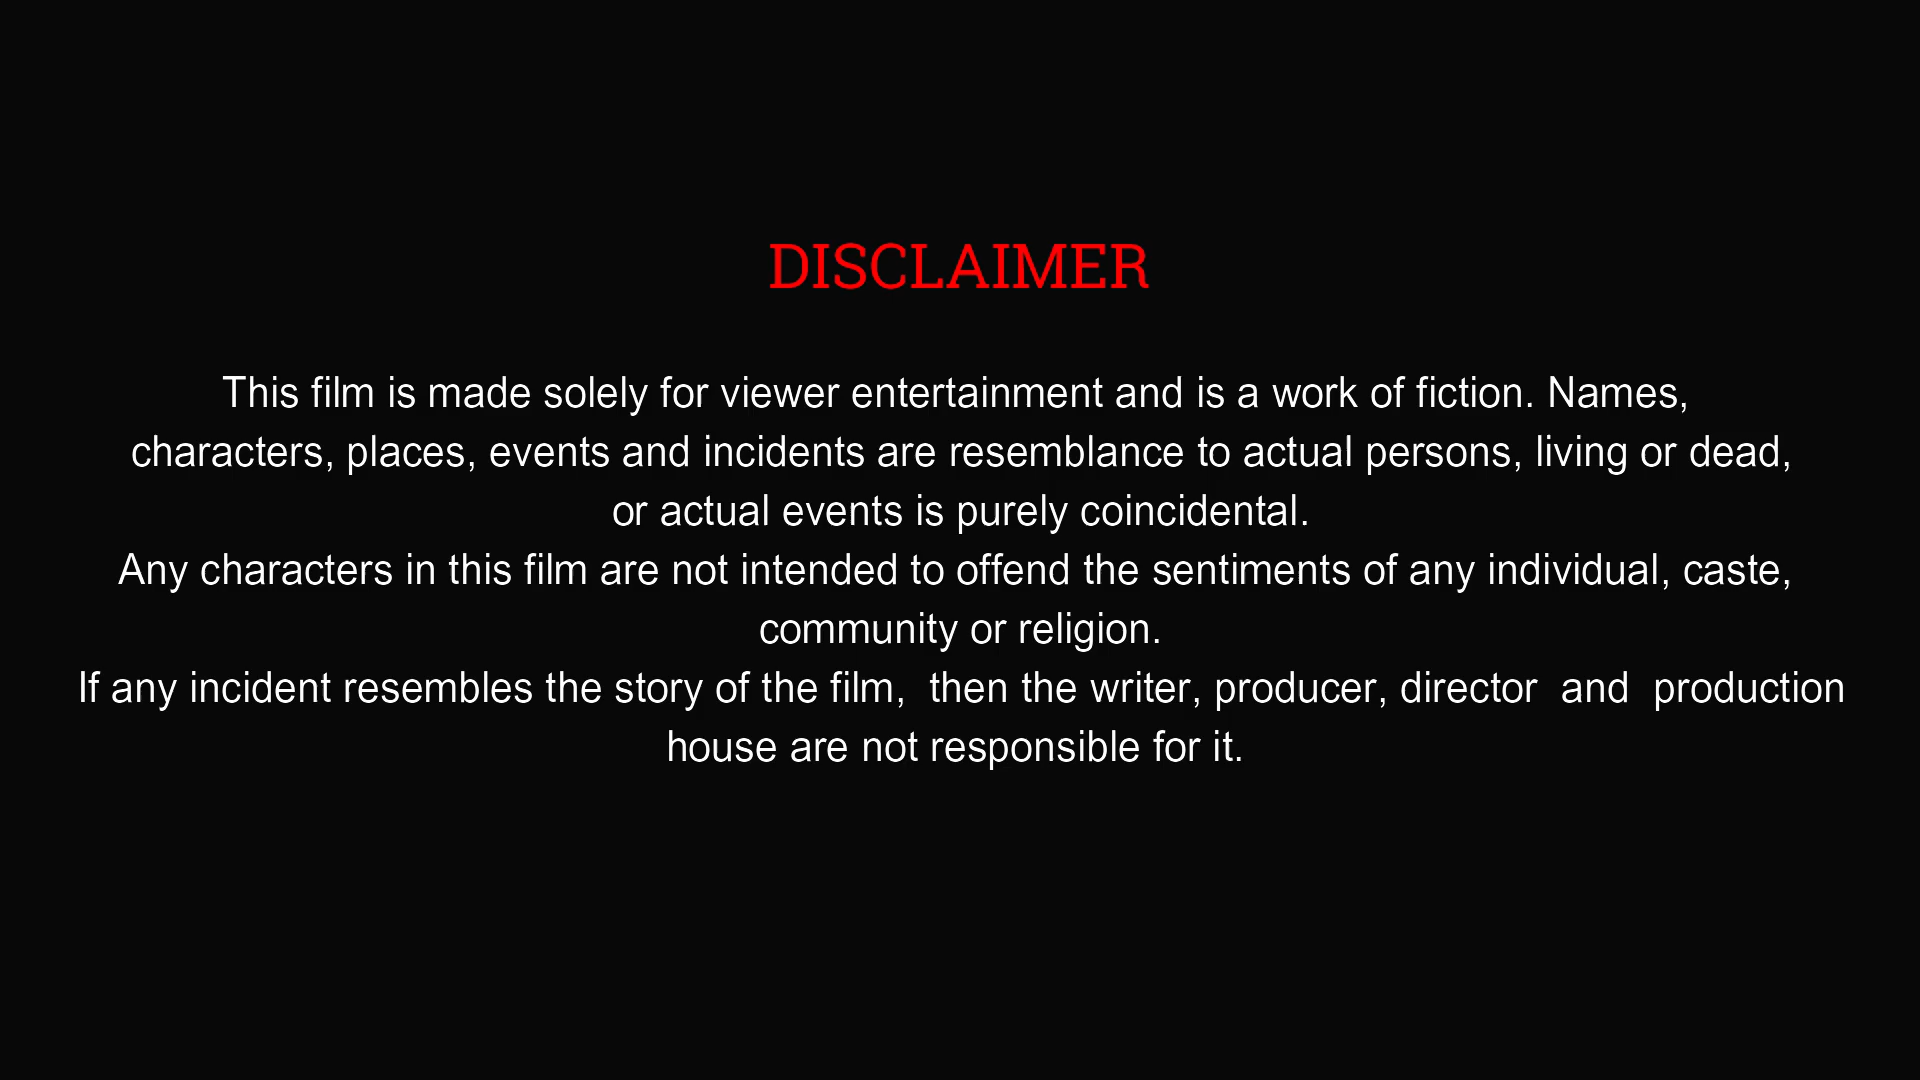 DISCLAIMER
This film is made solely for viewer entertainment and is a work of fiction. Names,
characters, places, events and incidents are resemblance to actual persons, living or dead,
or actual events is purely coincidental.
Any characters in this film are not intended to offend the sentiments of any individual, caste,
community or religion.
If any incident resembles the story of the film,  then the writer, producer, director  and  production
house are not responsible for it.